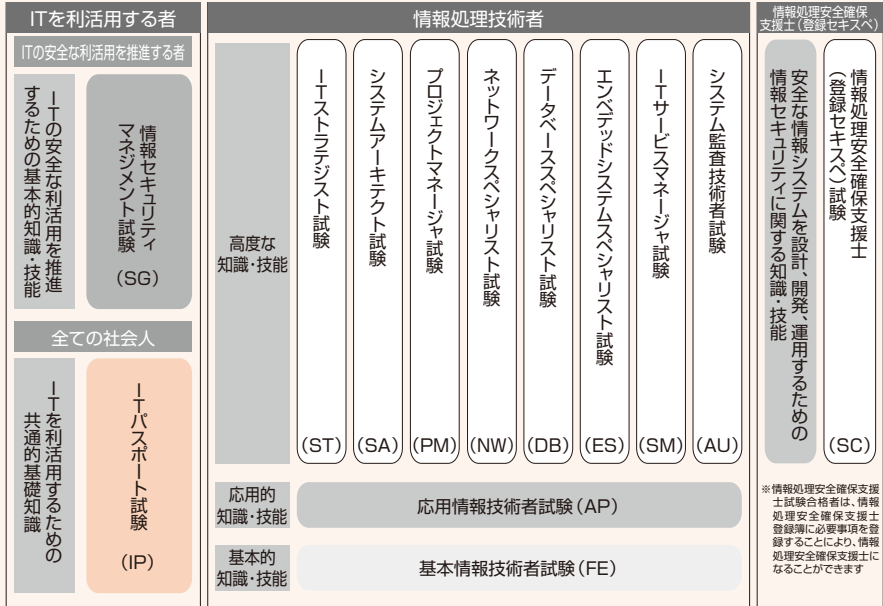 ITを利活用する者
ITの安全な利活用を推進する者
ITの安全な利活用を推進
するための基本的知識・技能
情報セキュリティ
マネジメント試験
(SG)
全ての社会人
ITを利活用するための
共通的基礎知識
ITパスポート試験
(IP)
情報処理技術者
高度な
知識・技能
ITストラテジスト試験
(ST)
システムアーキテクト試験
(SA)
プロジェクトマネージャ試験
(PM)
ネットワークスペシャリスト試験
(NW)
データベーススペシャリスト試験
(DB)
エンベデッドシステムスペシャリスト試験
(ES)
ITサービスマネージャ試験
(SM)
システム監査技術者試験
(AU)
応用的
知識・技能
応用情報技術者試験(AP)
基本的
知識・技能
基本情報技術者試験(FE)
情報処理安全確保
支援士(登録セキスペ)
情報処理安全確保支援士
(登録セキスペ)試験
(SC)
安全な情報システムを設計、開発、運用するための
情報セキュリティに関する知識・技能
※情報処理安全確保支援
士試験合格者は、情報
処理安全確保支援士
登録簿に必要事項を登
録することにより、情報
処理安全確保支援士に
なることができます